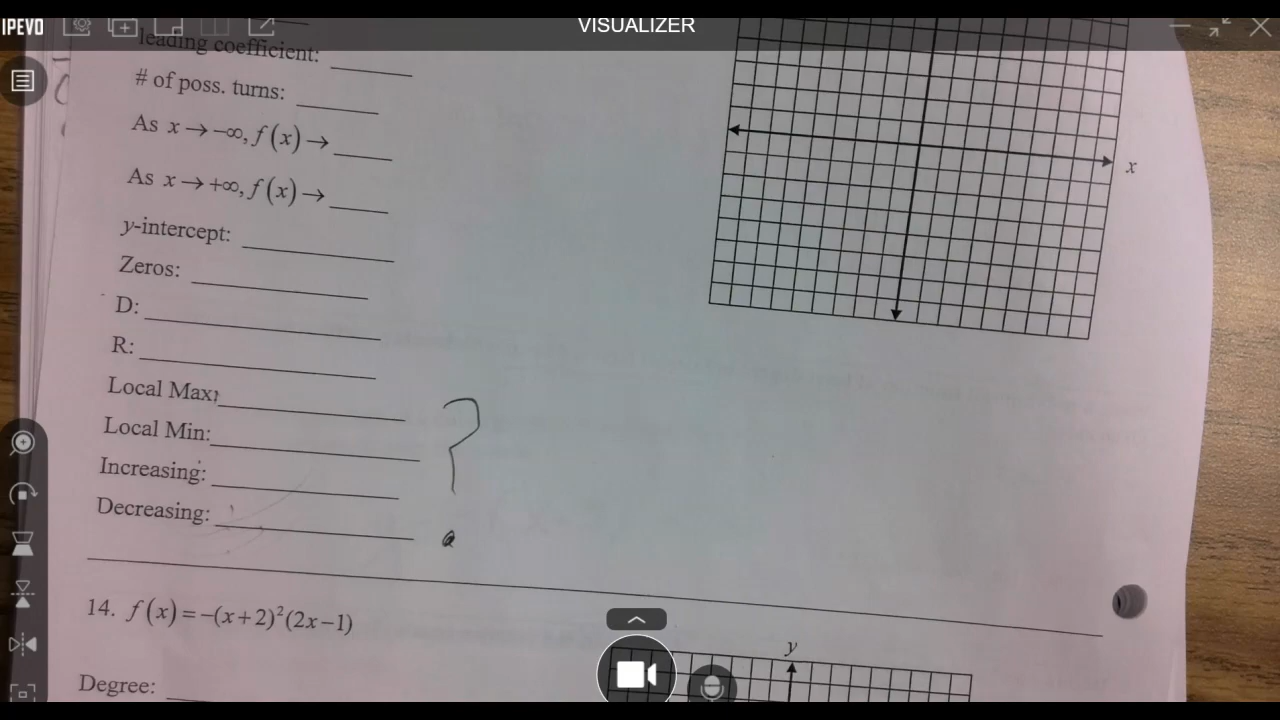 VISUALIZER
IPEVO
leading coefficient:
# of poss. turns:
As x→−∞, f(x)→
As x→+∞, f(x)→
y-intercept:
Zeros:
D:
R:
Local Max:
Local Min:
Increasing:
Decreasing:
?
x
14. f(x)=−(x+2)²(2x−1)
Degree:
y